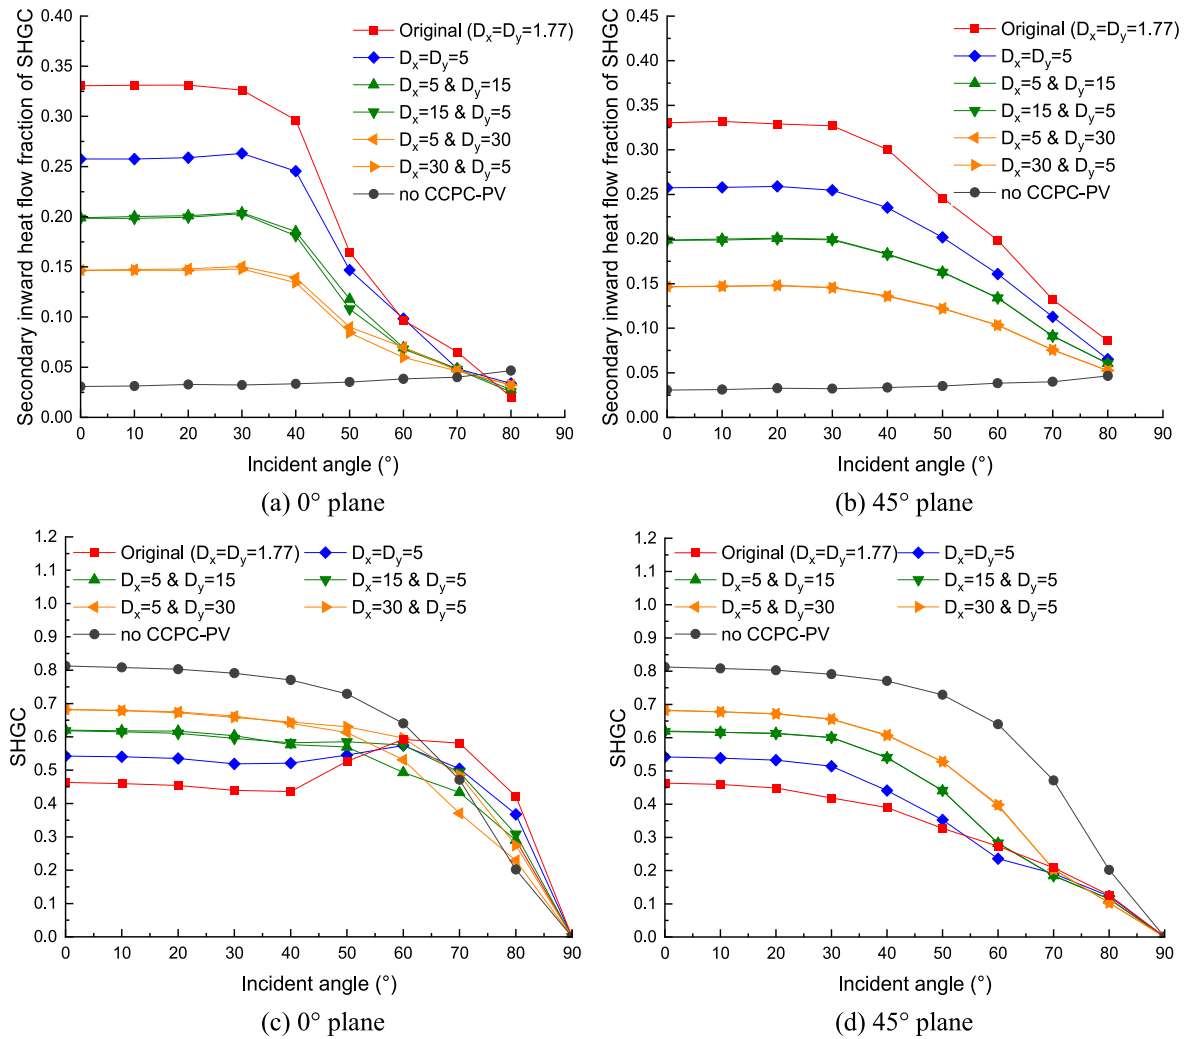 Secondary inward heat flow fraction of SHGC
0.40
0.35
0.30
0.25
0.20
0.15
0.10
0.05
0.00
Original (Dx=Dy=1.77)
Dx=Dy=5
Dx=5 & Dy=15
Dx=15 & Dy=5
Dx=5 & Dy=30
Dx=30 & Dy=5
no CCPC-PV
0 10 20 30 40 50 60 70 80 90
Incident angle (°)
(a) 0° plane
Secondary inward heat flow fraction of SHGC
0.45
0.40
0.35
0.30
0.25
0.20
0.15
0.10
0.05
0.00
Original (Dx=Dy=1.77)
Dx=Dy=5
Dx=5 & Dy=15
Dx=15 & Dy=5
Dx=5 & Dy=30
Dx=30 & Dy=5
no CCPC-PV
0 10 20 30 40 50 60 70 80 90
Incident angle (°)
(b) 45° plane
SHGC
1.2
1.1
1.0
0.9
0.8
0.7
0.6
0.5
0.4
0.3
0.2
0.1
0.0
Original (Dx=Dy=1.77) Dx=Dy=5
Dx=5 & Dy=15 Dx=15 & Dy=5
Dx=5 & Dy=30 Dx=30 & Dy=5
no CCPC-PV
0 10 20 30 40 50 60 70 80 90
Incident angle (°)
(c) 0° plane
SHGC
1.2
1.1
1.0
0.9
0.8
0.7
0.6
0.5
0.4
0.3
0.2
0.1
0.0
Original (Dx=Dy=1.77) Dx=Dy=5
Dx=5 & Dy=15 Dx=15 & Dy=5
Dx=5 & Dy=30 Dx=30 & Dy=5
no CCPC-PV
0 10 20 30 40 50 60 70 80 90
Incident angle (°)
(d) 45° plane